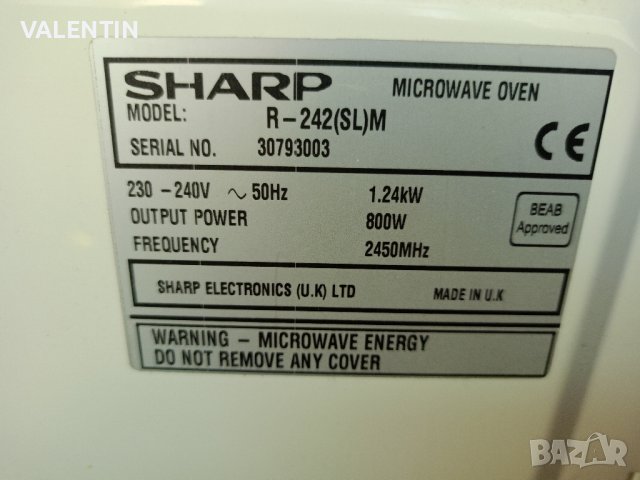 VALENTIN
SHARP MICROWAVE OVEN
MODEL: R-242(SL)M
SERIAL NO. 30793003
CE
230 - 240V ~ 50Hz 1.24kW
OUTPUT POWER 800W
FREQUENCY 2450MHz
BEAB
Approved
SHARP ELECTRONICS (U.K) LTD MADE IN U.K
WARNING - MICROWAVE ENERGY
DO NOT REMOVE ANY COVER
BAZAR